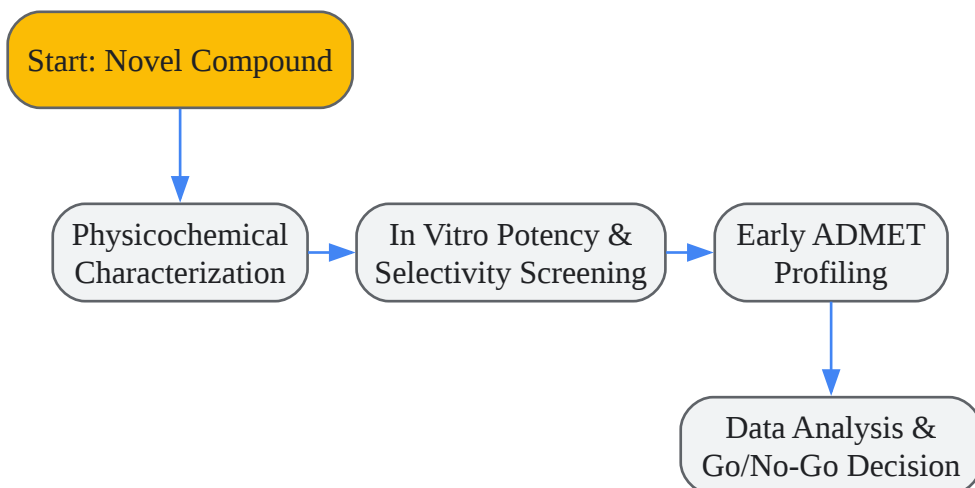 Start: Novel Compound
Physicochemical
Characterization
In Vitro Potency &
Selectivity Screening
Early ADMET
Profiling
Data Analysis &
Go/No-Go Decision